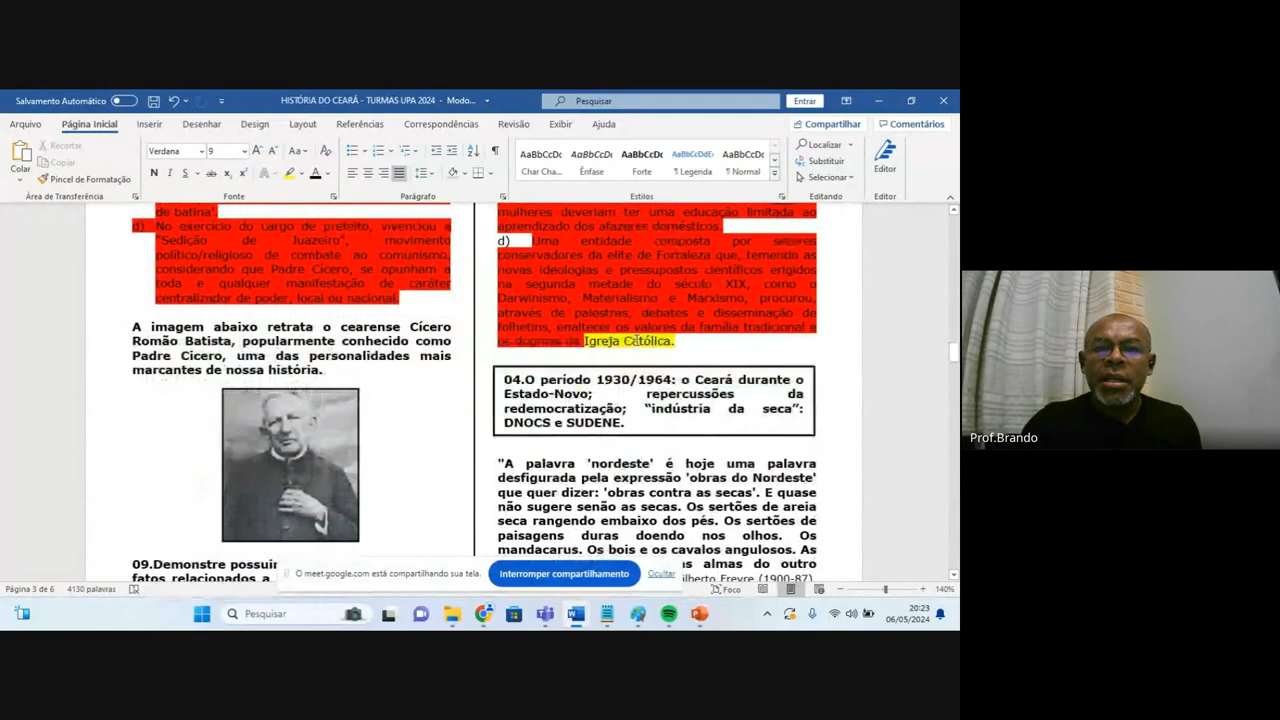 Salvamento Automático
HISTÓRIA DO CEARÁ - TURMAS UPA 2024 - Modo...
Pesquisar
Entrar
Arquivo
Página Inicial
Inserir
Desenhar
Design
Layout
Referências
Correspondências
Revisão
Exibir
Ajuda
Compartilhar
Comentários
Colar
Recortar
Copiar
Pincel de Formatação
Área de Transferência
Verdana
9
Fonte
Parágrafo
AaBbCcDc
AaBbCcDc
AaBbCcDc
AaBbCcDdE
AaBbCcDc
Char Cha...
Ênfase
Forte
¶ Legenda
¶ Normal
Estilos
Localizar
Substituir
Selecionar
Editando
Editor
Editor
de batina'.
d) No exercício do cargo de prefeito, vivenciou a
"Sedição de Juazeiro", movimento
político/religioso de combate ao comunismo,
considerando que Padre Cícero, se opunham a
toda e qualquer manifestação de caráter
centralizador de poder, local ou nacional.
A imagem abaixo retrata o cearense Cícero
Romão Batista, popularmente conhecido como
Padre Cicero, uma das personalidades mais
marcantes de nossa história.
09.Demonstre possuir
fatos relacionados a
mulheres deveriam ter uma educação limitada ao
aprendizado dos afazeres domésticos.
d) Uma entidade composta por setores
conservadores da elite de Fortaleza que, temendo as
novas ideologias e pressupostos científicos erigidos
na segunda metade do século XIX, como o
Darwinismo, Materialismo e Marxismo, procurou,
através de palestras, debates e disseminação de
folhetins, enaltecer os valores da família tradicional e
os dogmas da Igreja Católica.
04.O período 1930/1964: o Ceará durante o
Estado-Novo; repercussões da
redemocratização; "indústria da seca":
DNOCS e SUDENE.
"A palavra 'nordeste' é hoje uma palavra
desfigurada pela expressão 'obras do Nordeste'
que quer dizer: 'obras contra as secas'. E quase
não sugere senão as secas. Os sertões de areia
seca rangendo embaixo dos pés. Os sertões de
paisagens duras doendo nos olhos. Os
mandacarus. Os bois e os cavalos angulosos. As
almas do outro
Gilberto Freyre (1900-87),
O meet.google.com está compartilhando sua tela.
Interromper compartilhamento
Ocultar
Página 3 de 6
4130 palavras
Foco
140%
Pesquisar
20:23
06/05/2024
Prof.Brando